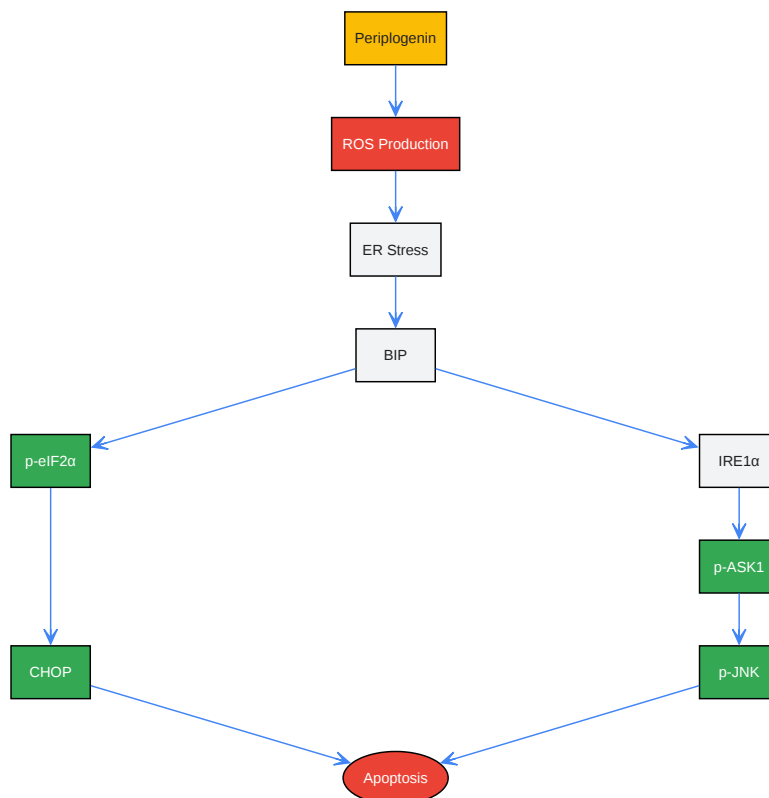 Periplogenin
ROS Production
ER Stress
BIP
p-eIF2α
IRE1α
p-ASK1
CHOP
p-JNK
Apoptosis